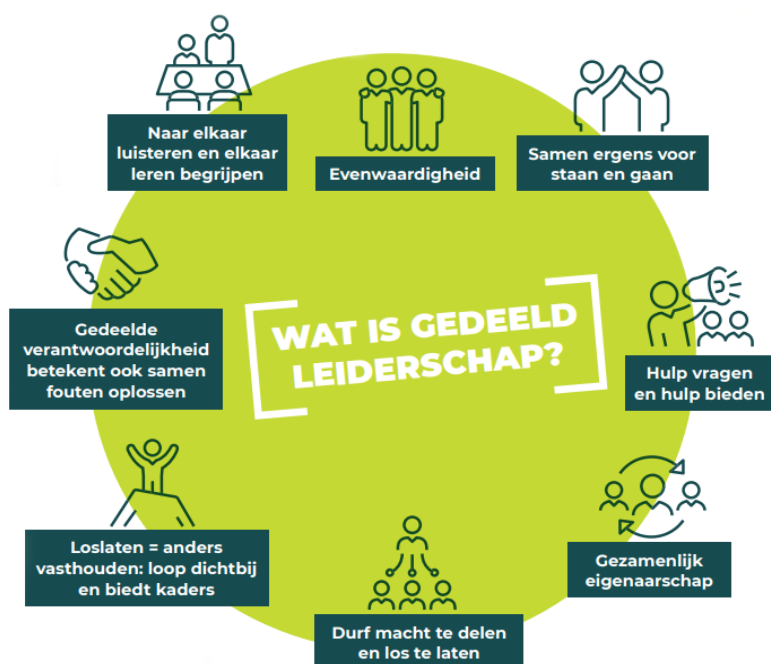 Naar elkaar
luisteren en elkaar
leren begrijpen
Evenwaardigheid
Samen ergens voor
staan en gaan
Gedeelde
verantwoordelijkheid
betekent ook samen
fouten oplossen
WAT IS GEDEELD
LEIDERSCHAP?
Hulp vragen
en hulp bieden
Loslaten = anders
vasthouden: loop dichtbij
en biedt kaders
Gezamenlijk
eigenaarschap
Durf macht te delen
en los te laten